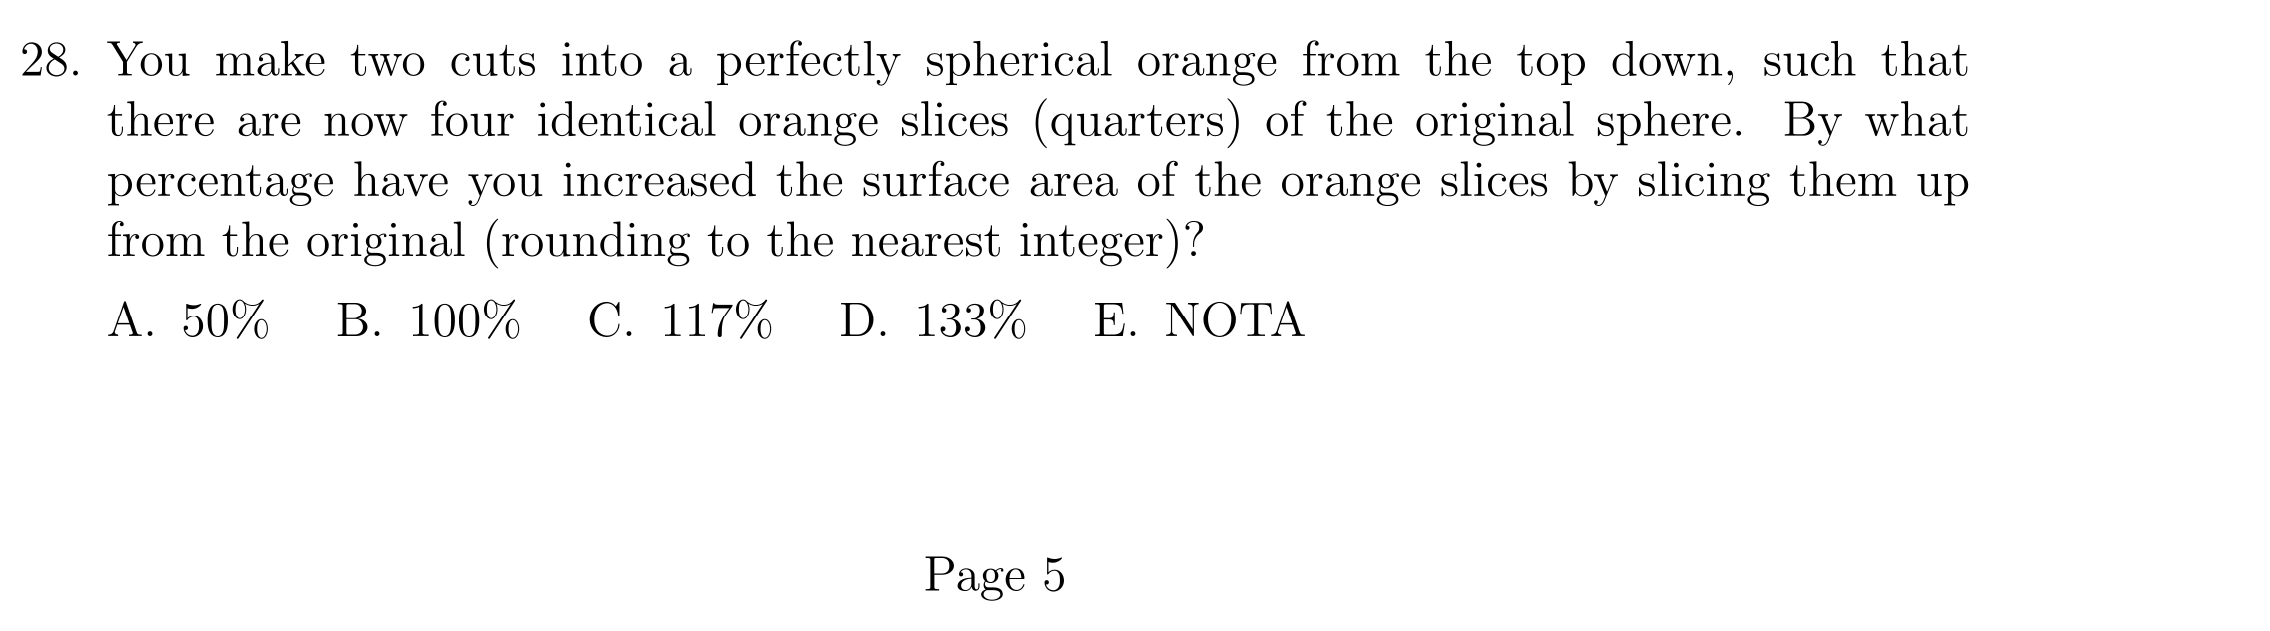 28. You make two cuts into a perfectly spherical orange from the top down, such that
there are now four identical orange slices (quarters) of the original sphere. By what
percentage have you increased the surface area of the orange slices by slicing them up
from the original (rounding to the nearest integer)?
A. 50% B. 100% C. 117% D. 133% E. NOTA
Page 5